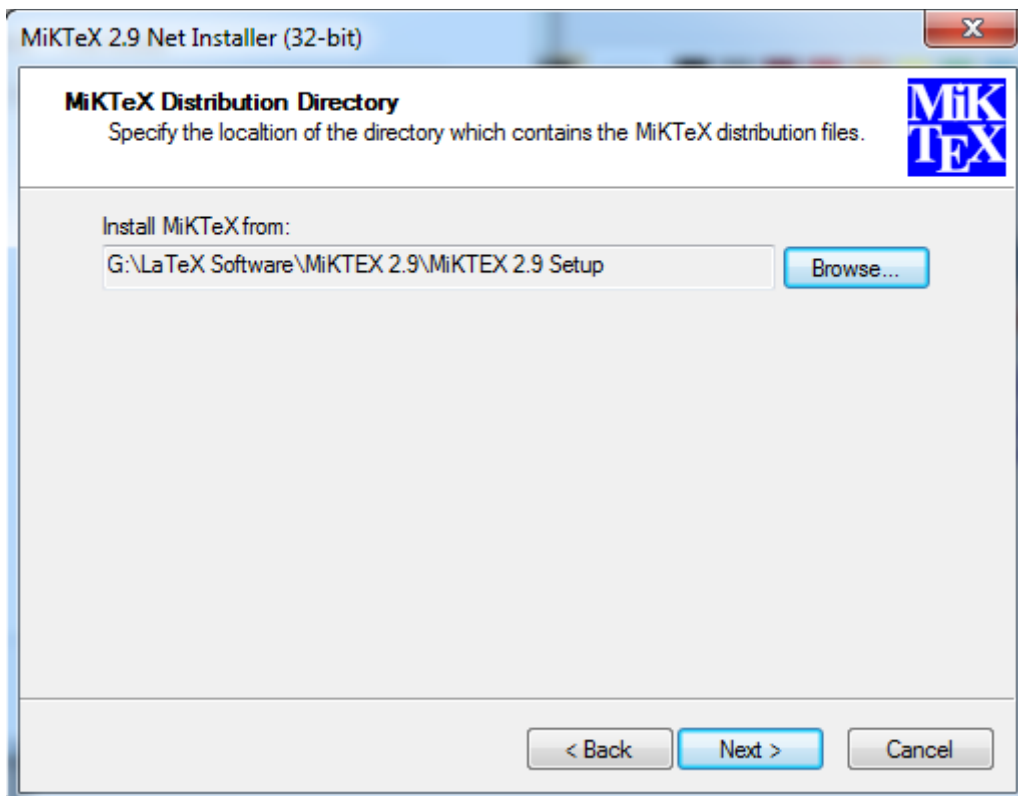 MiKTeX 2.9 Net Installer (32-bit)
MiKTeX Distribution Directory
Specify the localtion of the directory which contains the MiKTeX distribution files.
MiK
TEX
Install MiKTeX from:
G:\LaTeX Software\MiKTEX 2.9\MiKTEX 2.9 Setup
Browse...
< Back
Next >
Cancel